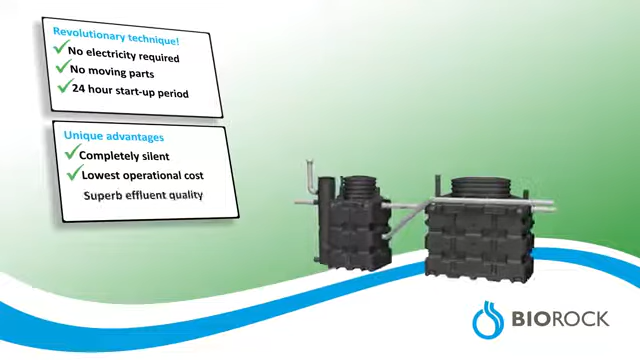 Revolutionary technique!
No electricity required
No moving parts
24 hour start-up period
Unique advantages
Completely silent
Lowest operational cost
Superb effluent quality
BIOROCK